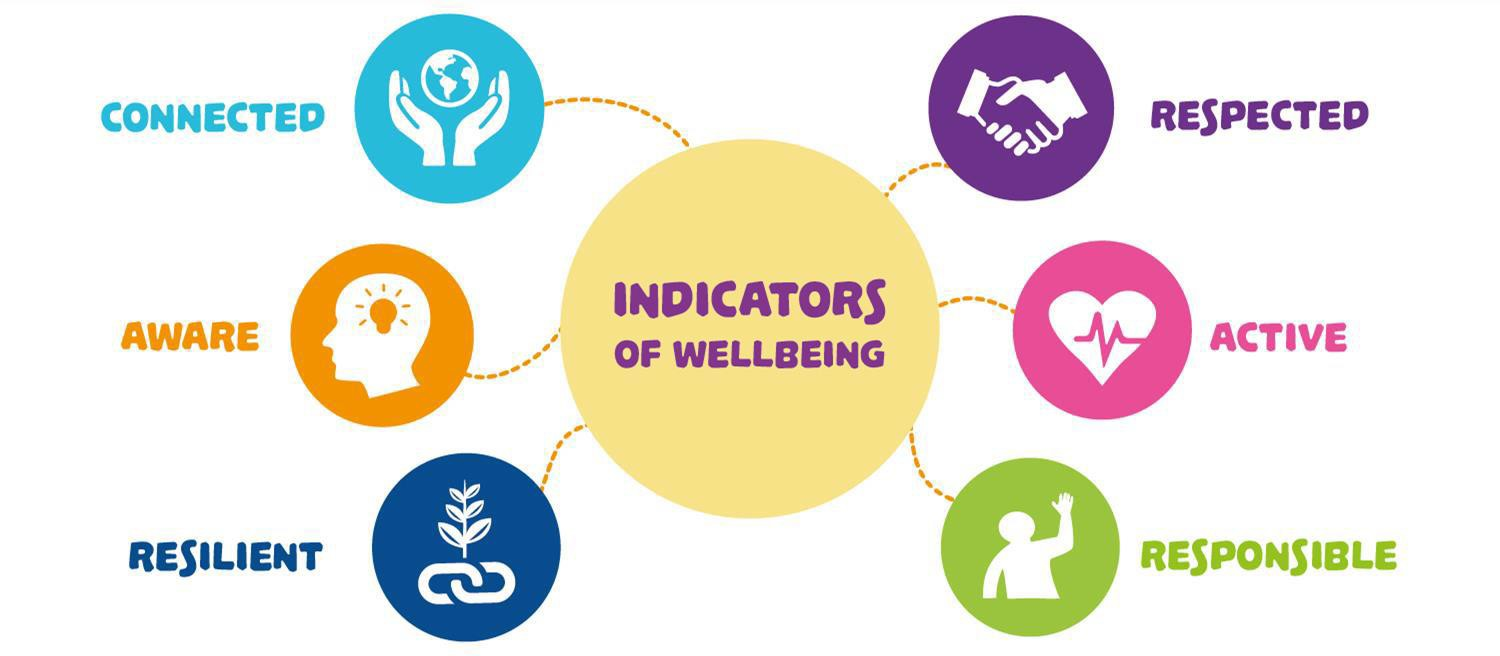 CONNECTED
RESPECTED
INDICATORS
OF WELLBEING
AWARE
ACTIVE
RESILIENT
RESPONSIBLE